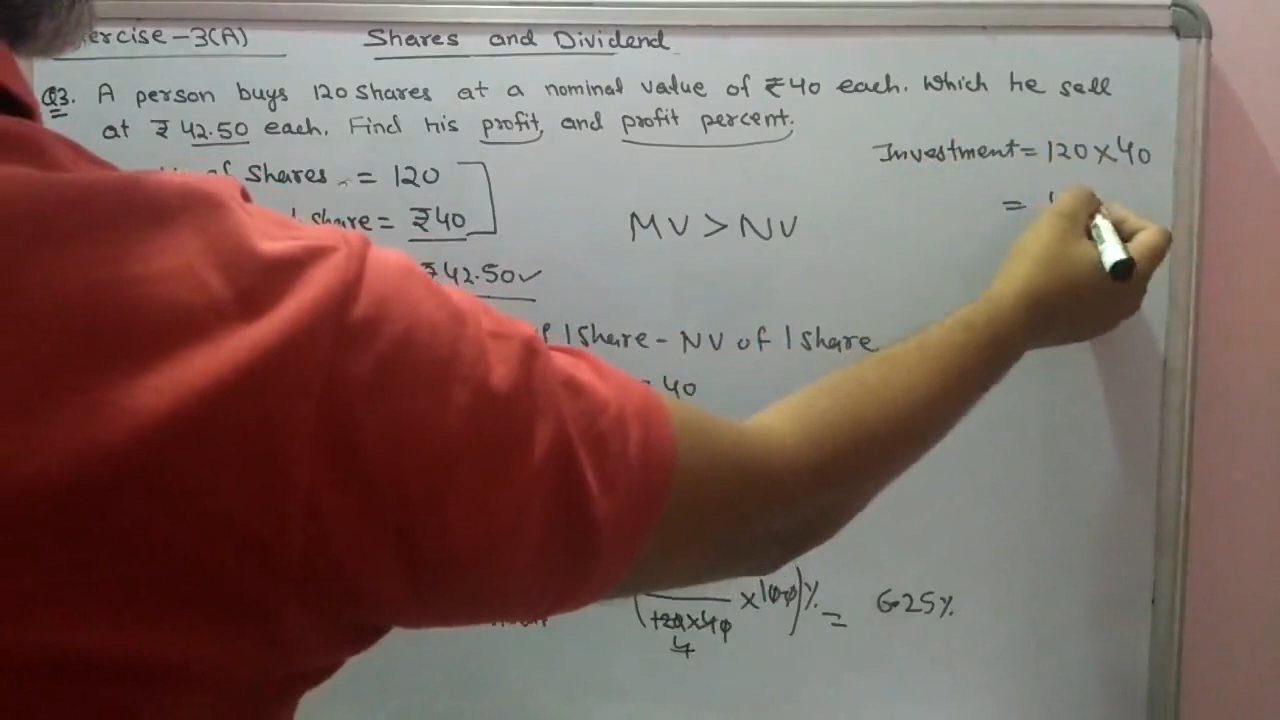 ercise-3(A) Shares and Dividend
Q3. A person buys 120 Shares at a nominal value of ₹40 each. Which he sell
at ₹ 42.50 each. Find his profit, and profit percent.
Investment = 120 × 40
of Shares = 120
share = ₹40
MV > NV
=
₹42.50 ✓
1 Share - NV of 1 Share
40
× 100)% = 6.25%
120×40
4